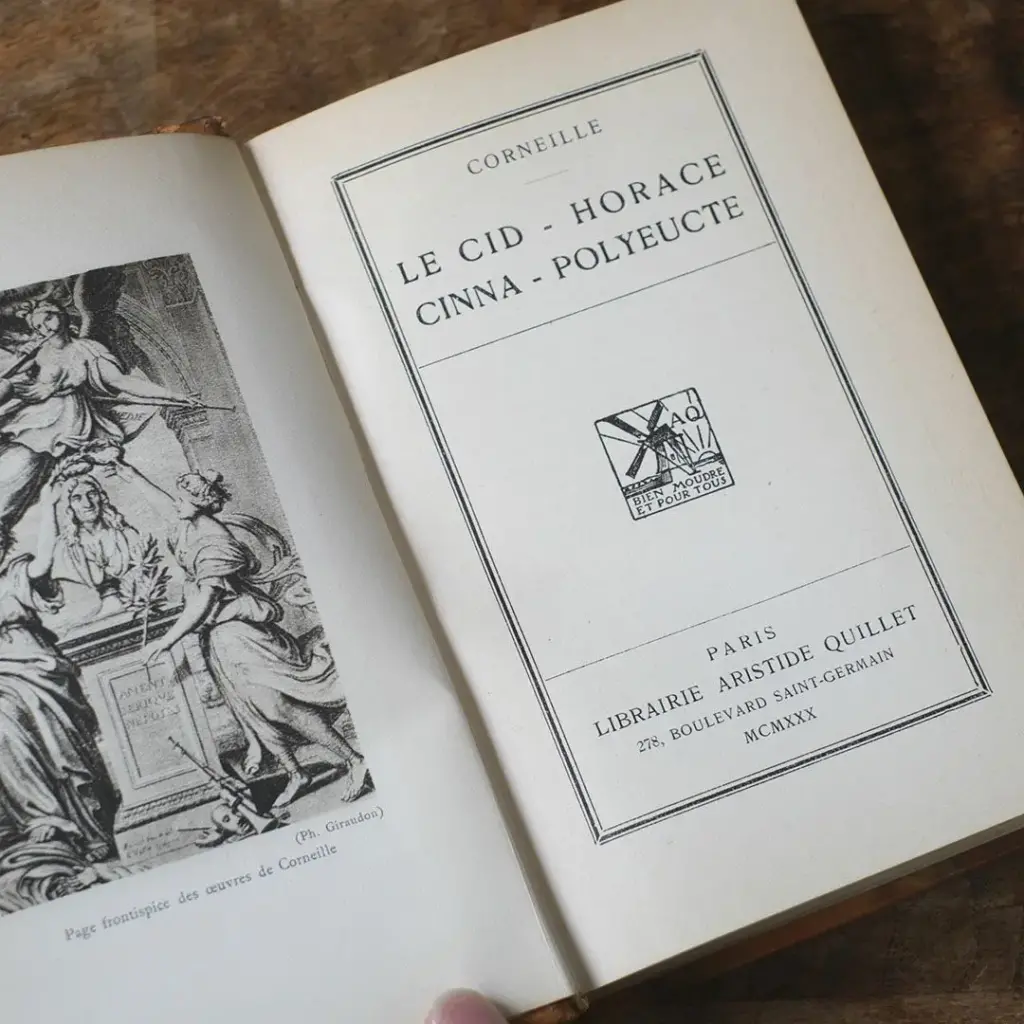 (Ph. Giraudon)
Page frontispice des œuvres de Corneille
CORNEILLE
LE CID - HORACE
CINNA - POLYEUCTE
AQ
BIEN MOUDRE
ET POUR TOUS
PARIS
LIBRAIRIE ARISTIDE QUILLET
278, BOULEVARD SAINT-GERMAIN
MCMXXX